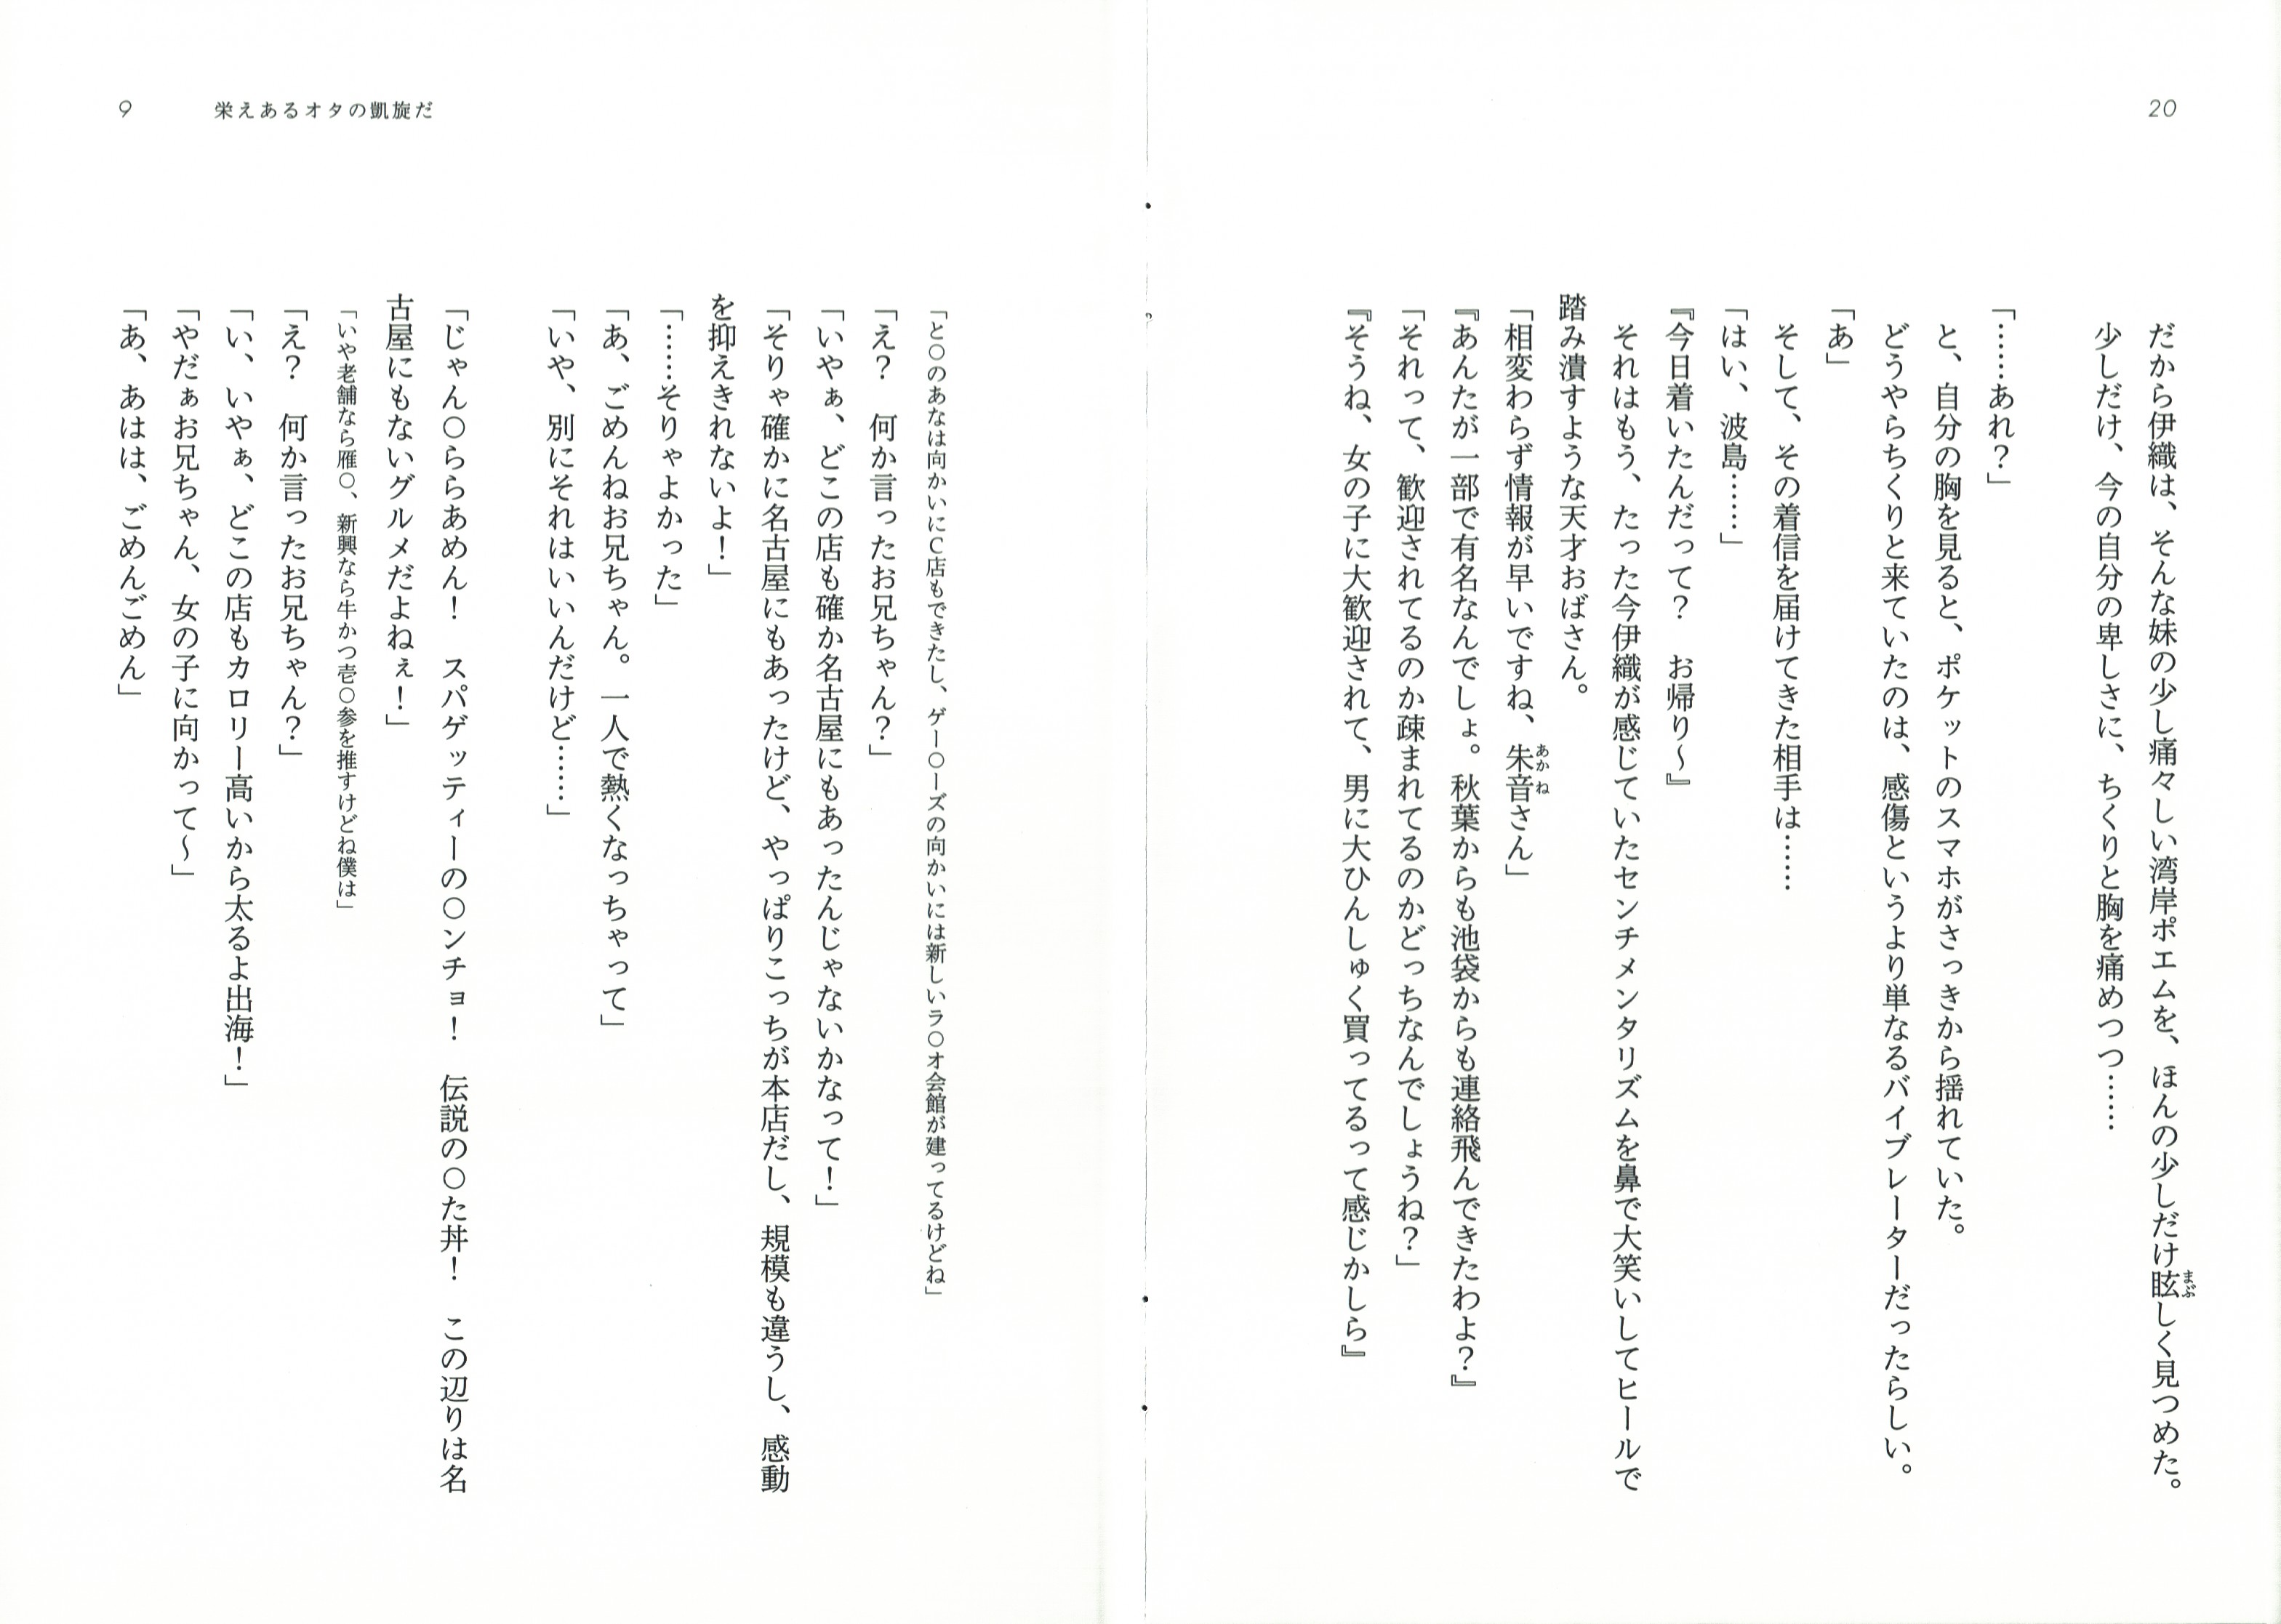 20
だから伊織は、そんな妹の少し痛々しい湾岸ポエムを、ほんの少しだけ眩しく見つめた。
まぶ
少しだけ、今の自分の卑しさに、ちくりと胸を痛めつつ……
「……あれ？」
と、自分の胸を見ると、ポケットのスマホがさっきから揺れていた。
どうやらちくりと来ていたのは、感傷というより単なるバイブレーターだったらしい。
「あ」
そして、その着信を届けてきた相手は……
「はい、波島……」
『今日着いたんだって？　お帰り〜』
それはもう、たった今伊織が感じていたセンチメンタリズムを鼻で大笑いしてヒールで
踏み潰すような天才おばさん。
「相変わらず情報が早いですね、朱音さん」
あかね
『あんたが一部で有名なんでしょ。秋葉からも池袋からも連絡飛んできたわよ？』
「それって、歓迎されてるのか疎まれてるのかどっちなんでしょうね？」
『そうね、女の子に大歓迎されて、男に大ひんしゅく買ってるって感じかしら』
9
栄えあるオタの凱旋だ
「と○のあなは向かいにC店もできたし、ゲー○ーズの向かいには新しいラ○オ会館が建ってるけどね」
「え？　何か言ったお兄ちゃん？」
「いやぁ、どこの店も確か名古屋にもあったんじゃないかなって！」
「そりゃ確かに名古屋にもあったけど、やっぱりこっちが本店だし、規模も違うし、感動
を抑えきれないよ！」
「……そりゃよかった」
「あ、ごめんねお兄ちゃん。一人で熱くなっちゃって」
「いや、別にそれはいいんだけど……」
「じゃん○ららあめん！　スパゲッティーの○ンチョ！　伝説の○た丼！　この辺りは名
古屋にもないグルメだよねぇ！」
「いや老舗なら雁○、新興なら牛かつ壱○参を推すけどね僕は」
「え？　何か言ったお兄ちゃん？」
「い、いやぁ、どこの店もカロリー高いから太るよ出海！」
「やだぁお兄ちゃん、女の子に向かって〜」
「あ、あはは、ごめんごめん」